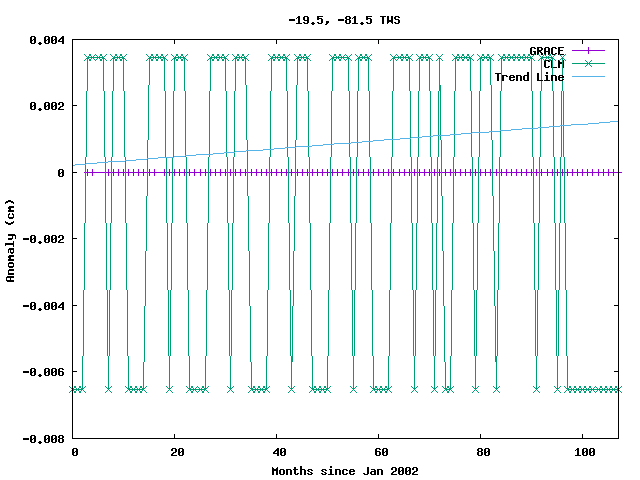 -19.5, -81.5 TWS
0.004
0.002
0
-0.002
-0.004
-0.006
-0.008
Anomaly (cm)
GRACE
CLM
Trend Line
0 20 40 60 80 100
Months since Jan 2002